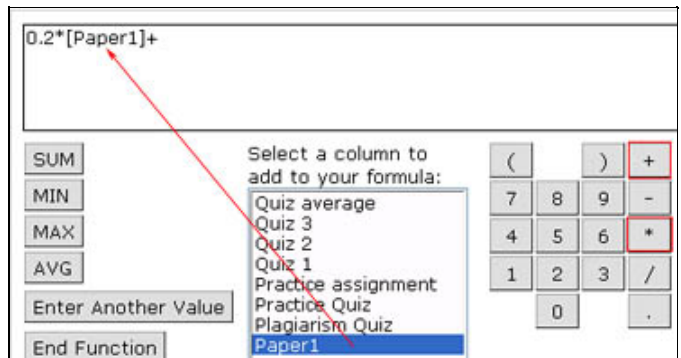 0.2*[Paper1]+
SUM
MIN
MAX
AVG
Enter Another Value
End Function
Select a column to
add to your formula:
Quiz average
Quiz 3
Quiz 2
Quiz 1
Practice assignment
Practice Quiz
Plagiarism Quiz
Paper1
( ) +
7 8 9 -
4 5 6 *
1 2 3 /
0 .